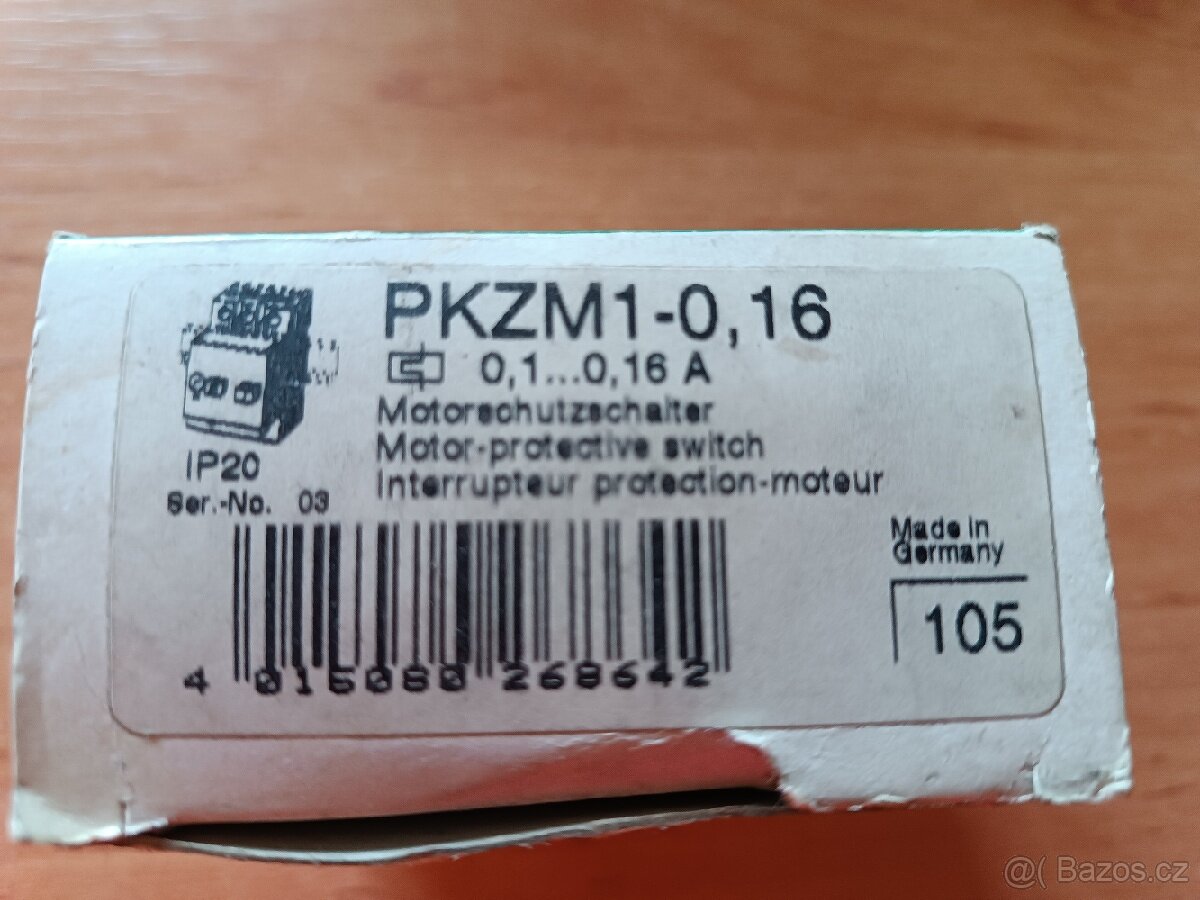 PKZM1-0,16
0,1...0,16 A
Motorschutzschalter
Motor-protective switch
Interrupteur protection-moteur
IP20
Ser.-No. 03
Made in
Germany
105
4 015080 268642
@( Bazos.cz